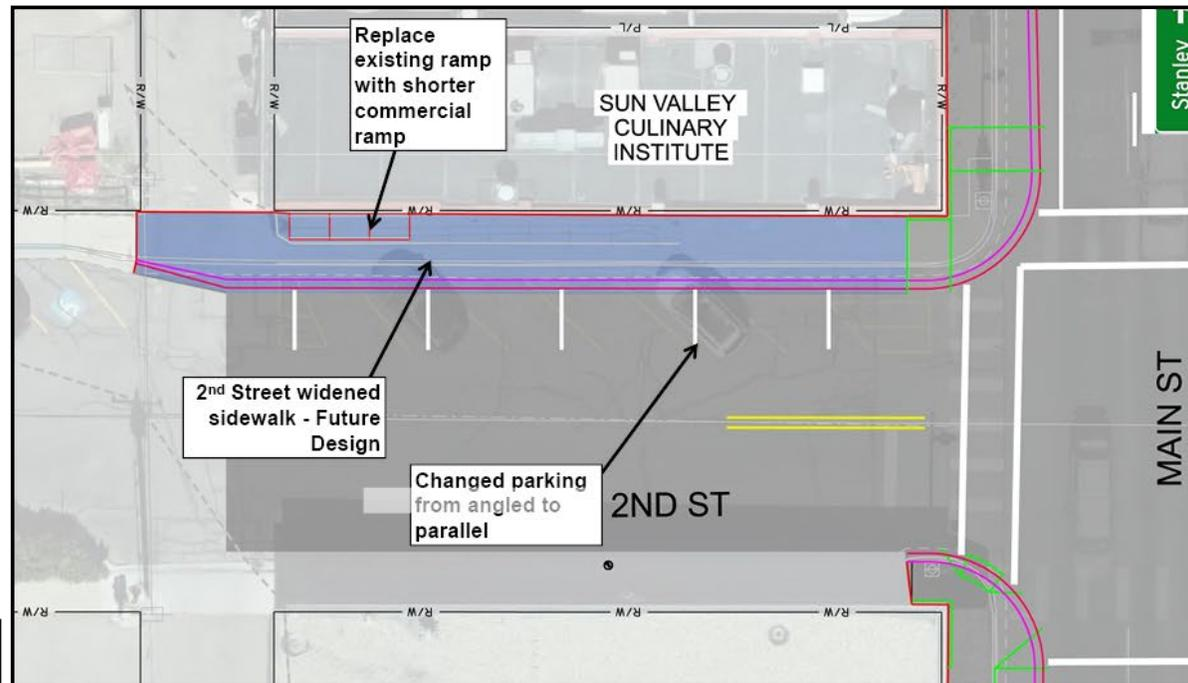 Replace
existing ramp
with shorter
commercial
ramp
P/L
P/L
R/W
R/W
R/W
SUN VALLEY
CULINARY
INSTITUTE
Stanley
R/W
R/W
R/W
R/W
2nd Street widened
sidewalk - Future
Design
Changed parking
from angled to
parallel
2ND ST
MAIN ST
R/W
R/W
R/W
R/W